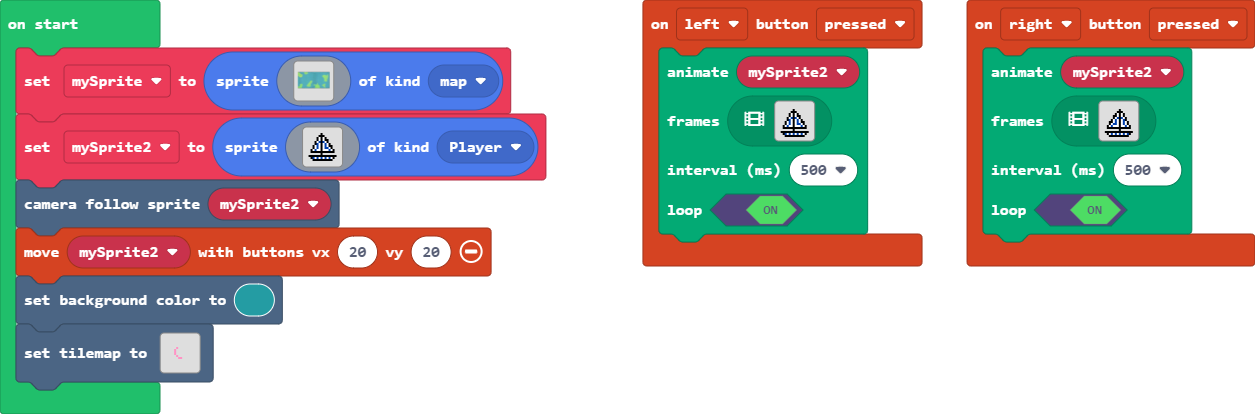 on start
set mySprite to sprite of kind map
set mySprite2 to sprite of kind Player
camera follow sprite mySprite2
move mySprite2 with buttons vx 20 vy 20
set background color to
set tilemap to
on left button pressed
animate mySprite2
frames
interval (ms) 500
loop ON
on right button pressed
animate mySprite2
frames
interval (ms) 500
loop ON